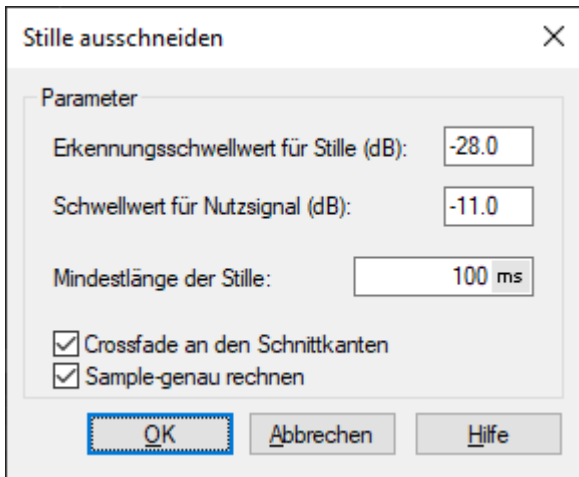 Stille ausschneiden
Parameter
Erkennungsschwellwert für Stille (dB): -28.0
Schwellwert für Nutzsignal (dB): -11.0
Mindestlänge der Stille: 100 ms
Crossfade an den Schnittkanten
Sample-genau rechnen
OK Abbrechen Hilfe